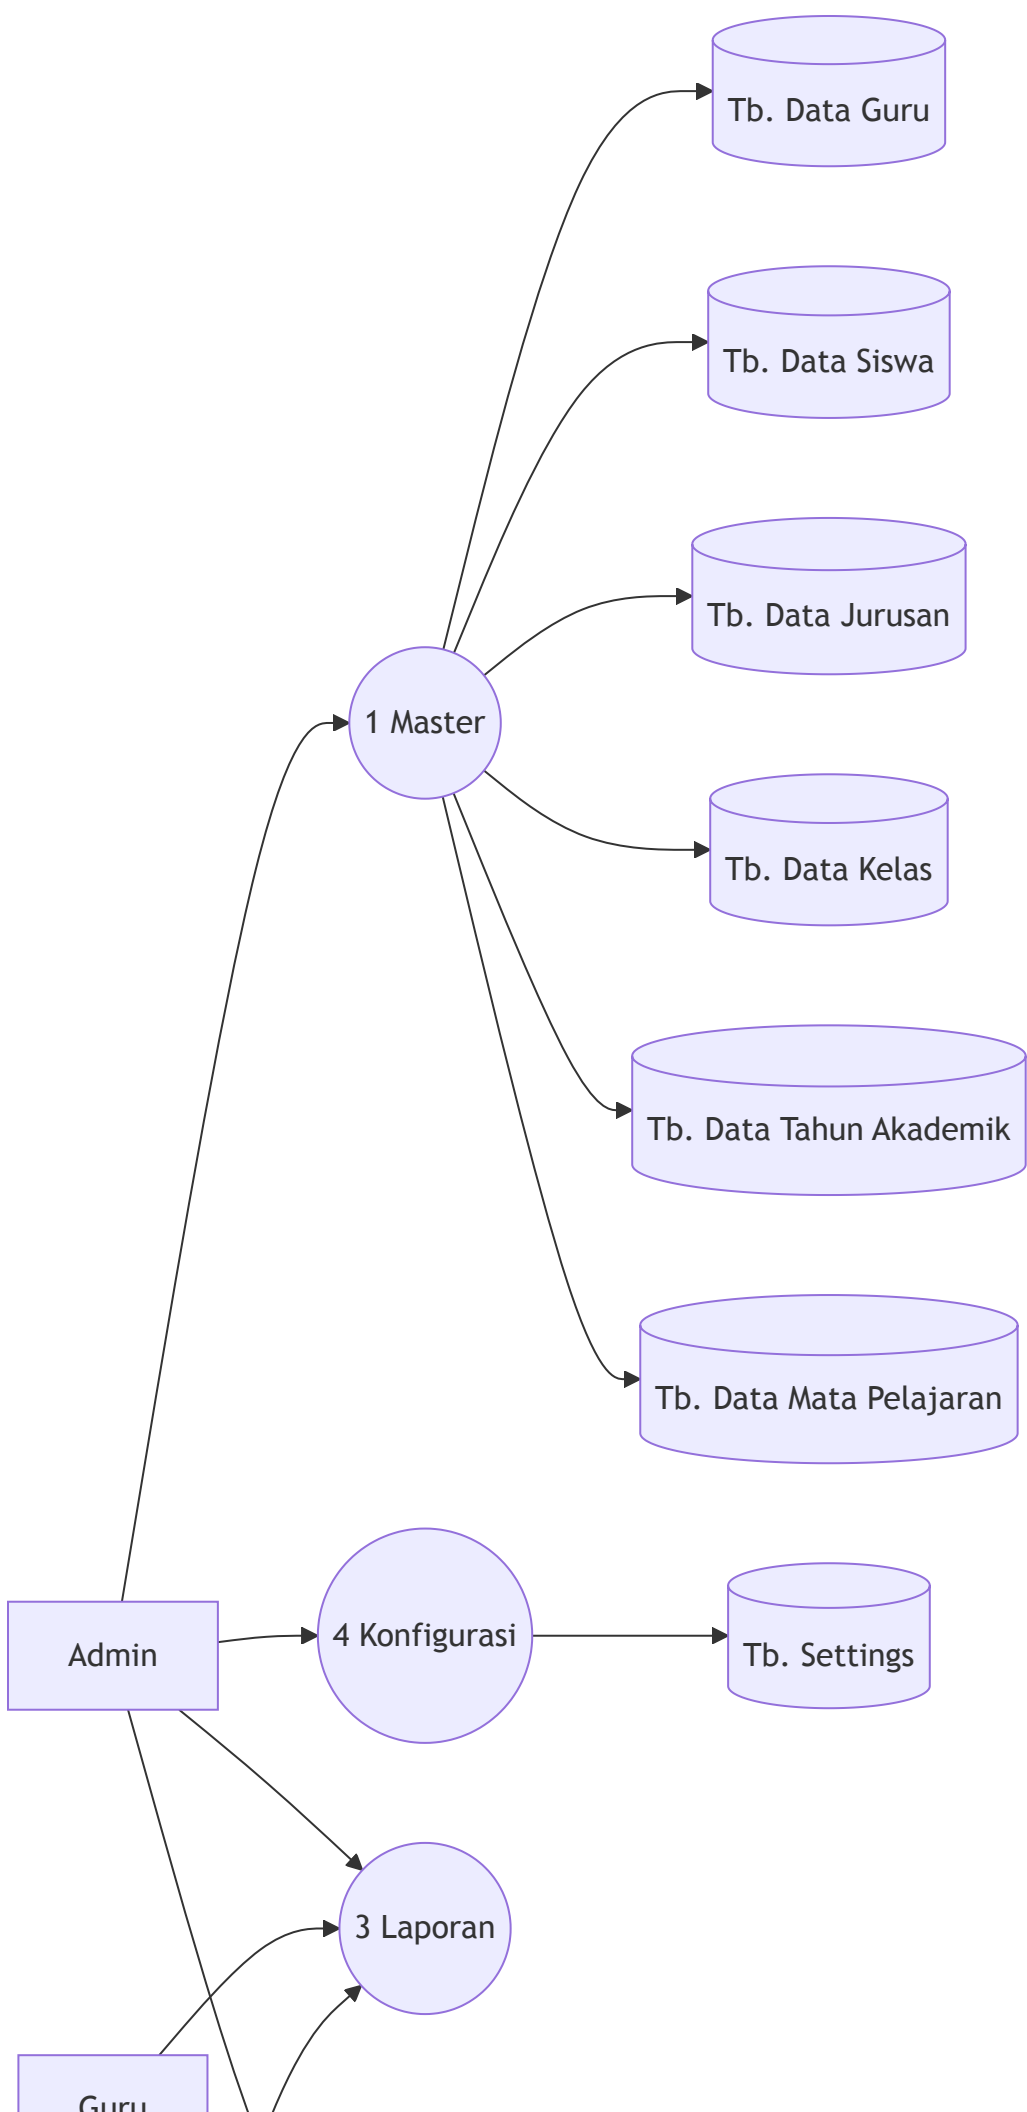 Tb. Data Guru
Tb. Data Siswa
Tb. Data Jurusan
1 Master
Tb. Data Kelas
Tb. Data Tahun Akademik
Tb. Data Mata Pelajaran
Admin
4 Konfigurasi
Tb. Settings
3 Laporan
Guru